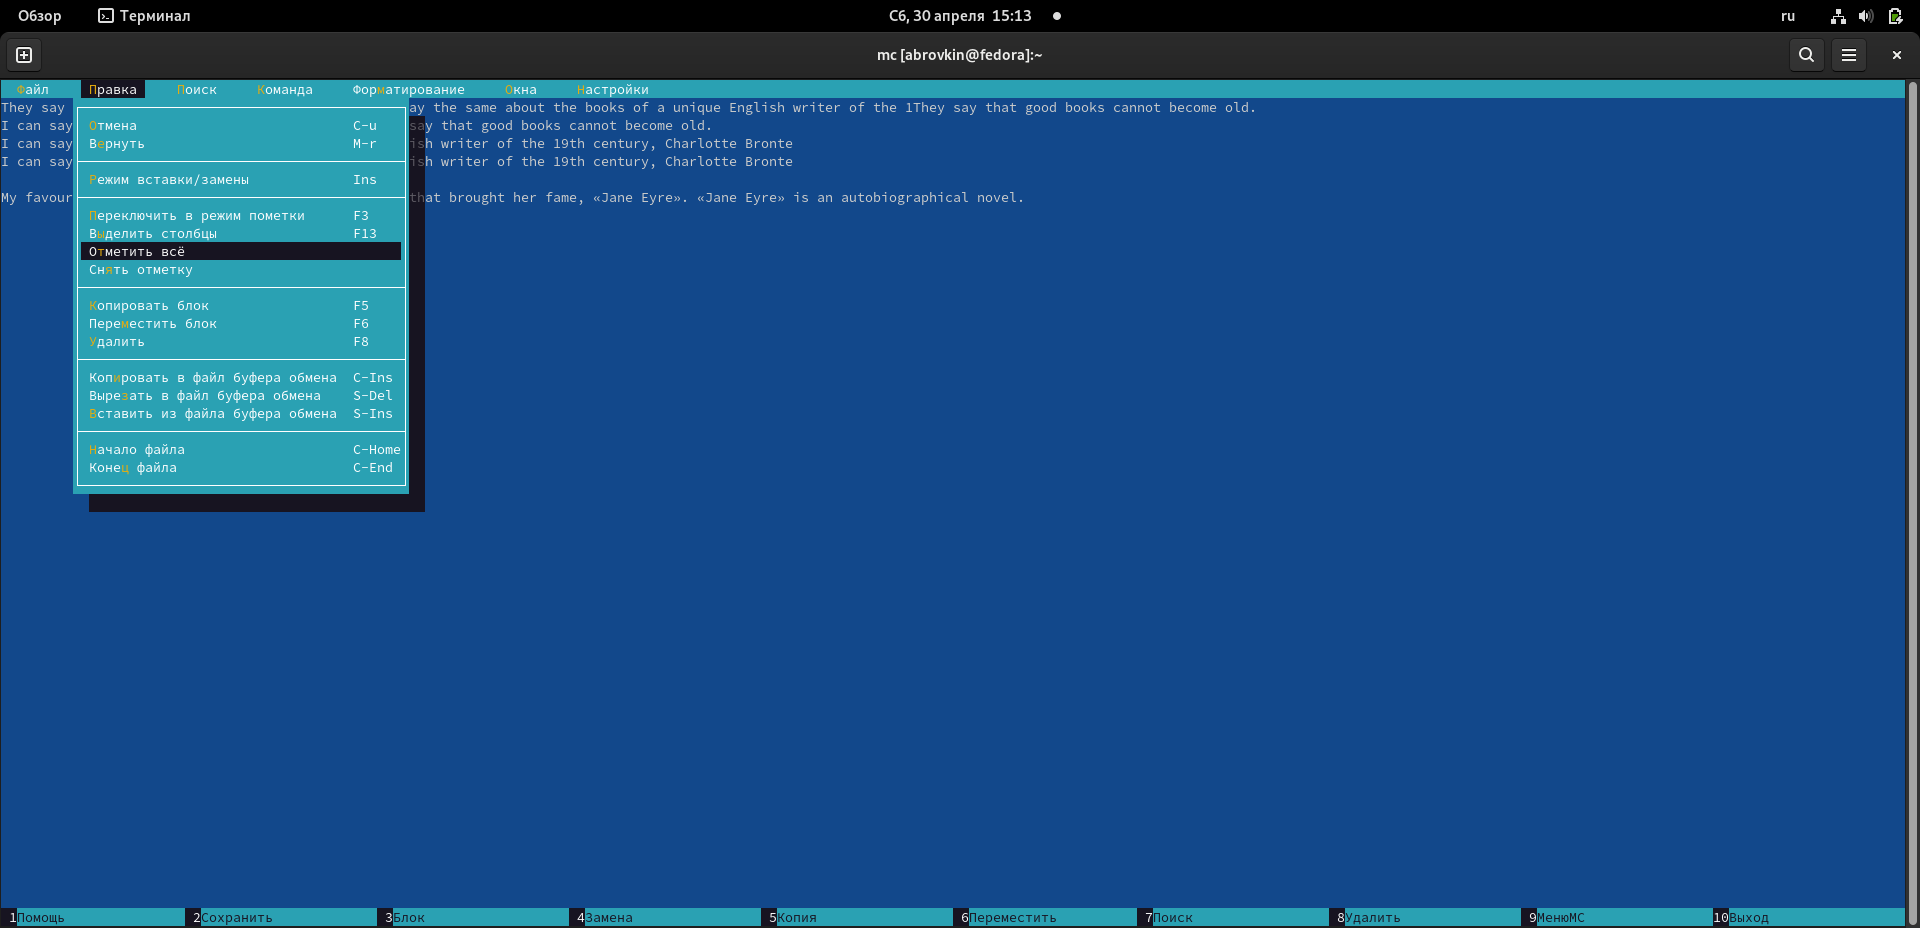 Обзор Терминал Сб, 30 апреля 15:13 ru
mc [abrovkin@fedora]:~
Файл Правка Поиск Команда Форматирование Окна Настройки
They say ay the same about the books of a unique English writer of the 1They say that good books cannot become old.
I can say Отмена C-u say that good books cannot become old.
I can say Вернуть M-r ish writer of the 19th century, Charlotte Bronte
I can say ish writer of the 19th century, Charlotte Bronte
Режим вставки/замены Ins
My favour that brought her fame, «Jane Eyre». «Jane Eyre» is an autobiographical novel.
Переключить в режим пометки F3
Выделить столбцы F13
Отметить всё
Снять отметку
Копировать блок F5
Переместить блок F6
Удалить F8
Копировать в файл буфера обмена C-Ins
Вырезать в файл буфера обмена S-Del
Вставить из файла буфера обмена S-Ins
Начало файла C-Home
Конец файла C-End
1Помощь 2Сохранить 3Блок 4Замена 5Копия 6Переместить 7Поиск 8Удалить 9МенюMC 10Выход